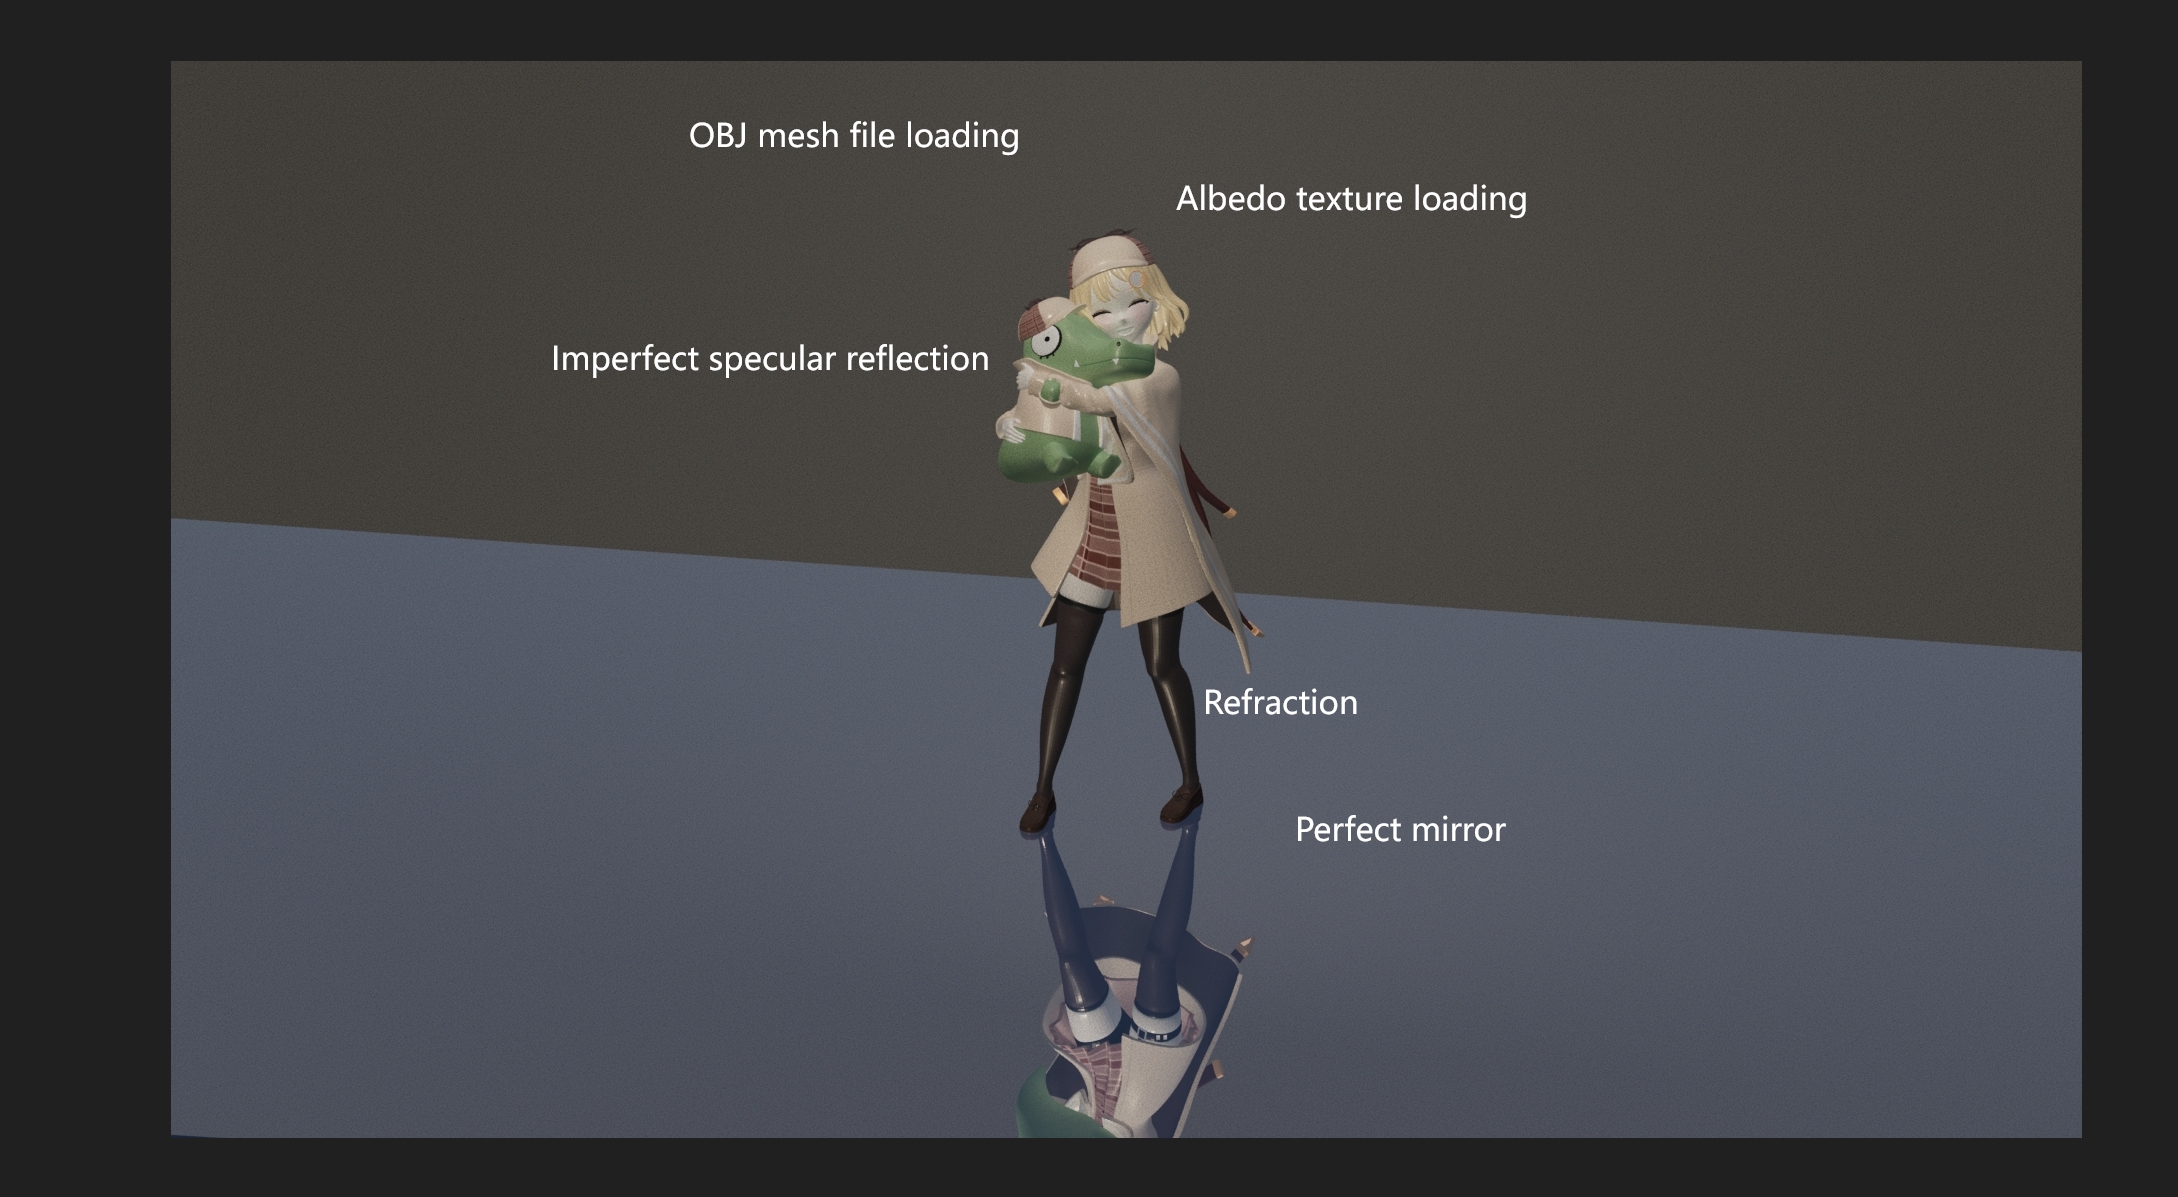 OBJ mesh file loading
Albedo texture loading
Imperfect specular reflection
Refraction
Perfect mirror